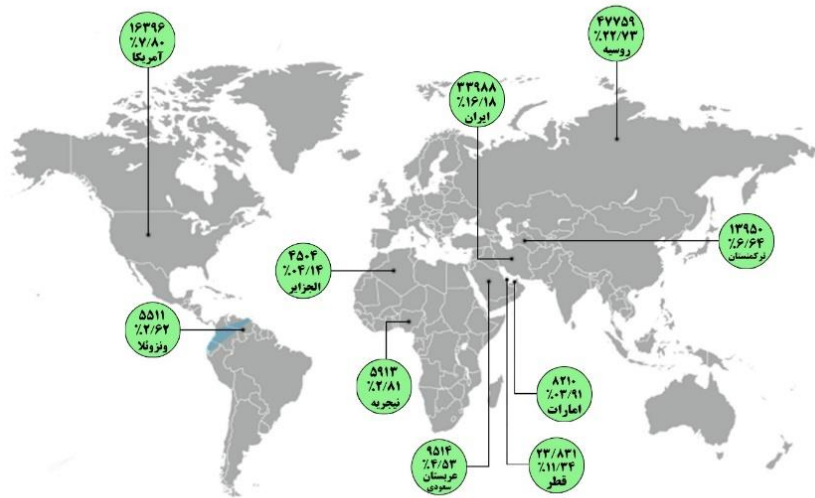 ۱۶۳۹۶
٪۷/۸۰
آمریکا
۴۷۷۵۹
٪۲۲/۷۳
روسیه
۳۳۹۸۸
٪۱۶/۱۸
ایران
۱۳۹۵۰
٪۶/۶۴
ترکمنستان
۴۵۰۴
٪۰۴/۱۴
الجزایر
۵۵۱۱
٪۲/۶۲
ونزوئلا
۵۹۱۳
٪۲/۸۱
نیجریه
۸۲۱۰
٪۰۳/۹۱
امارات
۹۵۱۴
٪۴/۵۳
عربستان
سعودی
۲۳/۸۳۱
٪۱۱/۳۴
قطر